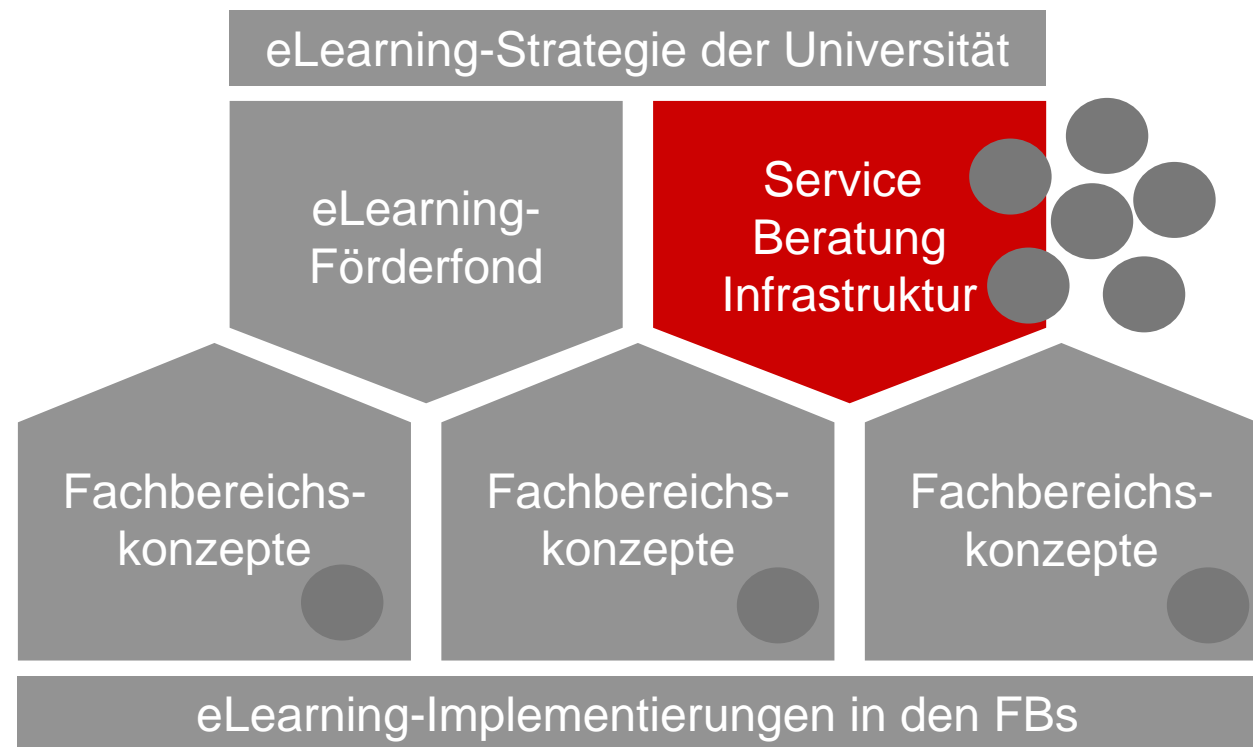 eLearning-Strategie der Universität
eLearning-
Förderfond
Service
Beratung
Infrastruktur
Fachbereichs-
konzepte
Fachbereichs-
konzepte
Fachbereichs-
konzepte
eLearning-Implementierungen in den FBs